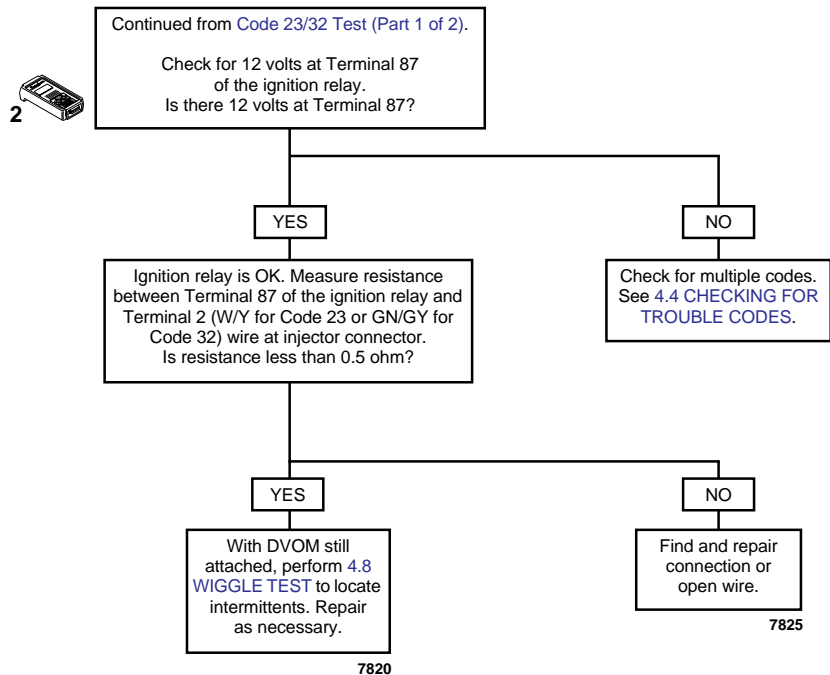 Continued from Code 23/32 Test (Part 1 of 2).
Check for 12 volts at Terminal 87
of the ignition relay.
Is there 12 volts at Terminal 87?
2
YES
NO
Ignition relay is OK. Measure resistance
between Terminal 87 of the ignition relay and
Terminal 2 (W/Y for Code 23 or GN/GY for
Code 32) wire at injector connector.
Is resistance less than 0.5 ohm?
Check for multiple codes.
See 4.4 CHECKING FOR
TROUBLE CODES.
YES
NO
With DVOM still
attached, perform 4.8
WIGGLE TEST to locate
intermittents. Repair
as necessary.
7820
Find and repair
connection or
open wire.
7825